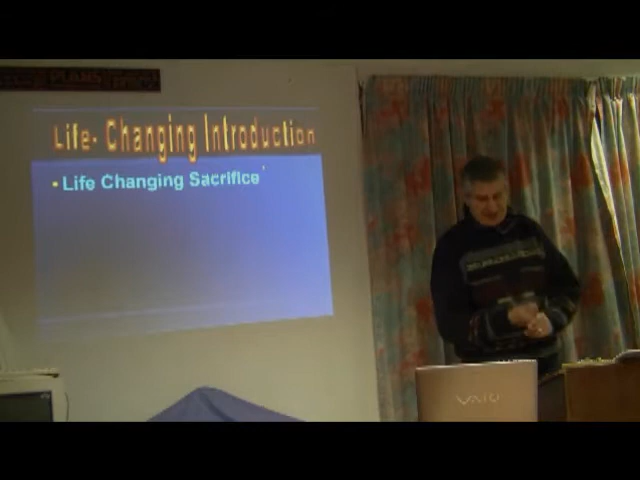 Life- Changing Introduction
• Life Changing Sacrifice
VAIO